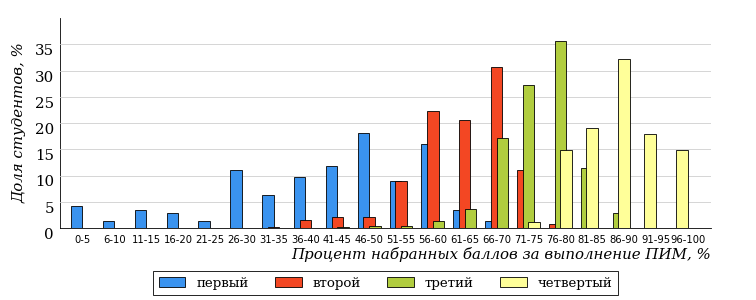 Доля студентов, %
35
30
25
20
15
10
5
0
0-5 6-10 11-15 16-20 21-25 26-30 31-35 36-40 41-45 46-50 51-55 56-60 61-65 66-70 71-75 76-80 81-85 86-90 91-95 96-100
Процент набранных баллов за выполнение ПИМ, %
первый второй третий четвертый